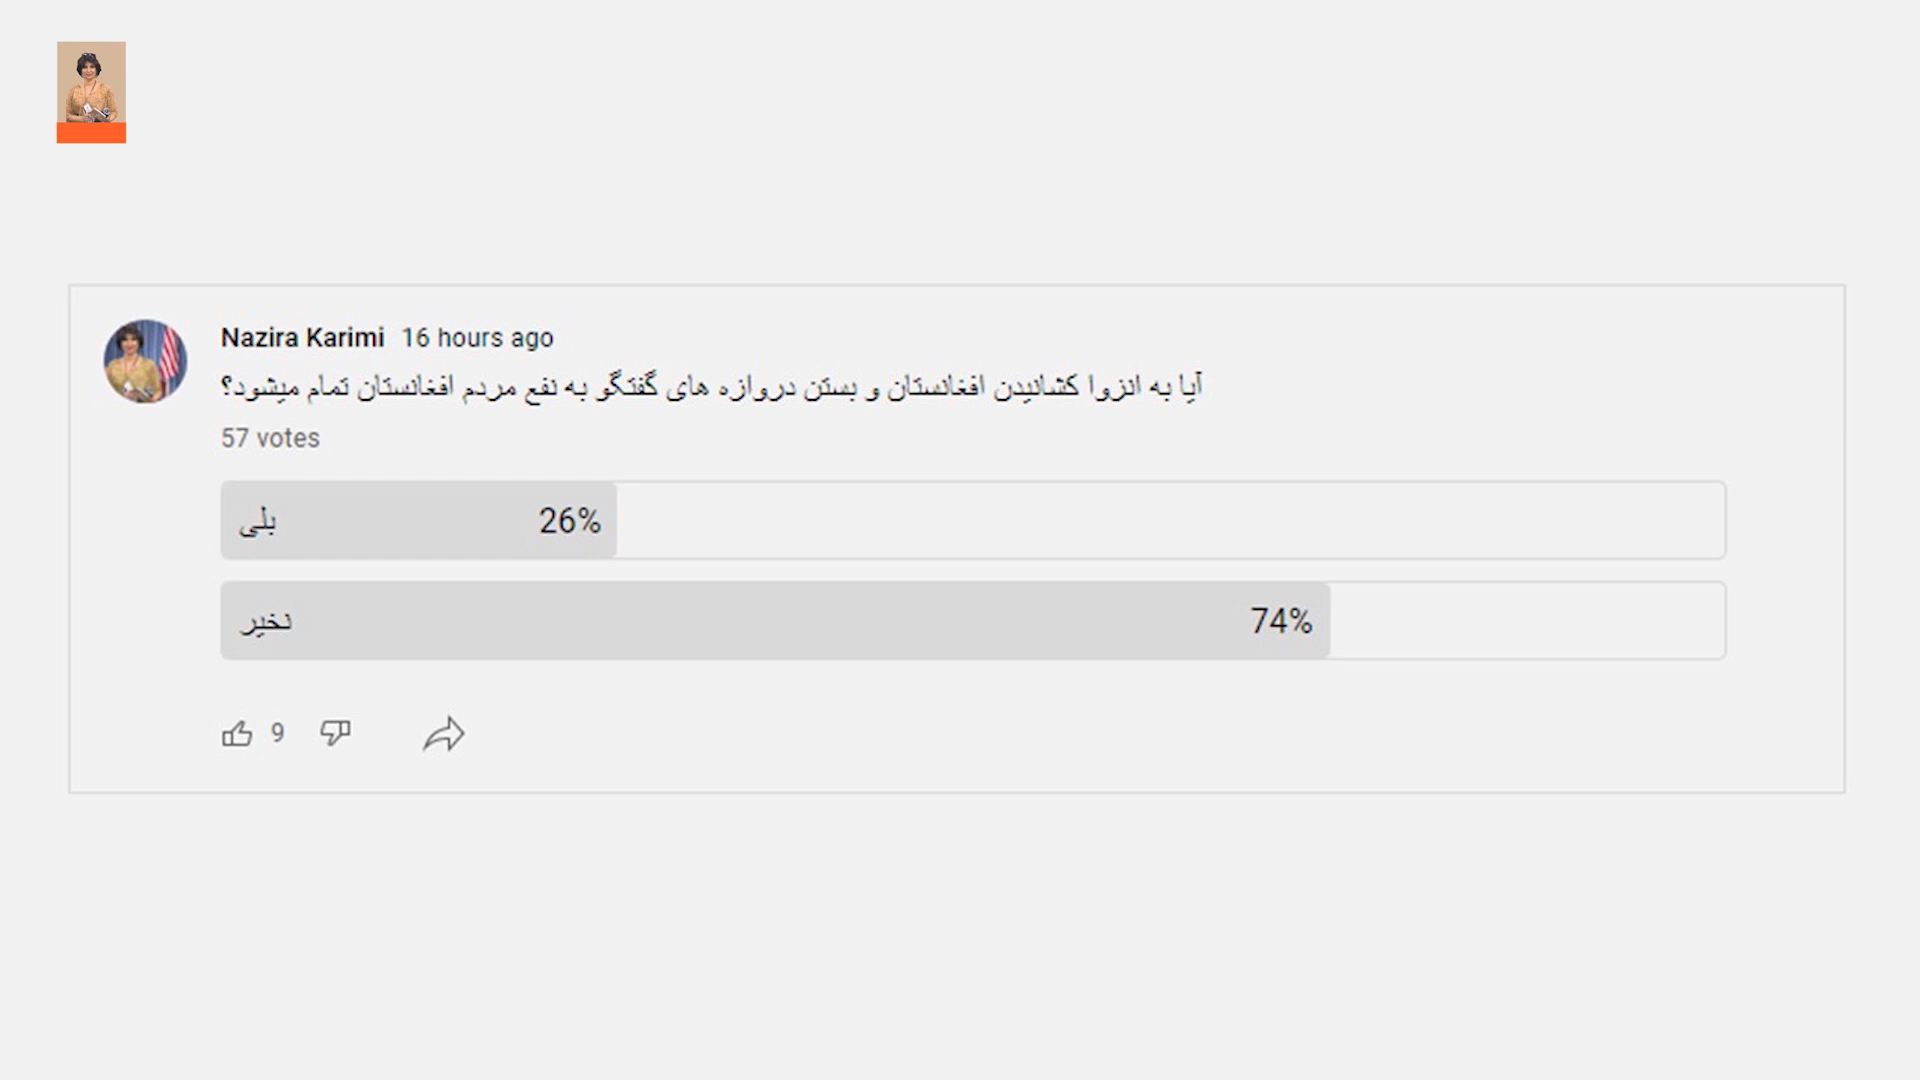 Nazira Karimi 16 hours ago
آیا به انزوا کشانیدن افغانستان و بستن دروازه های گفتگو به نفع مردم افغانستان تمام میشود؟
57 votes
بلی 26%
نخیر 74%
9